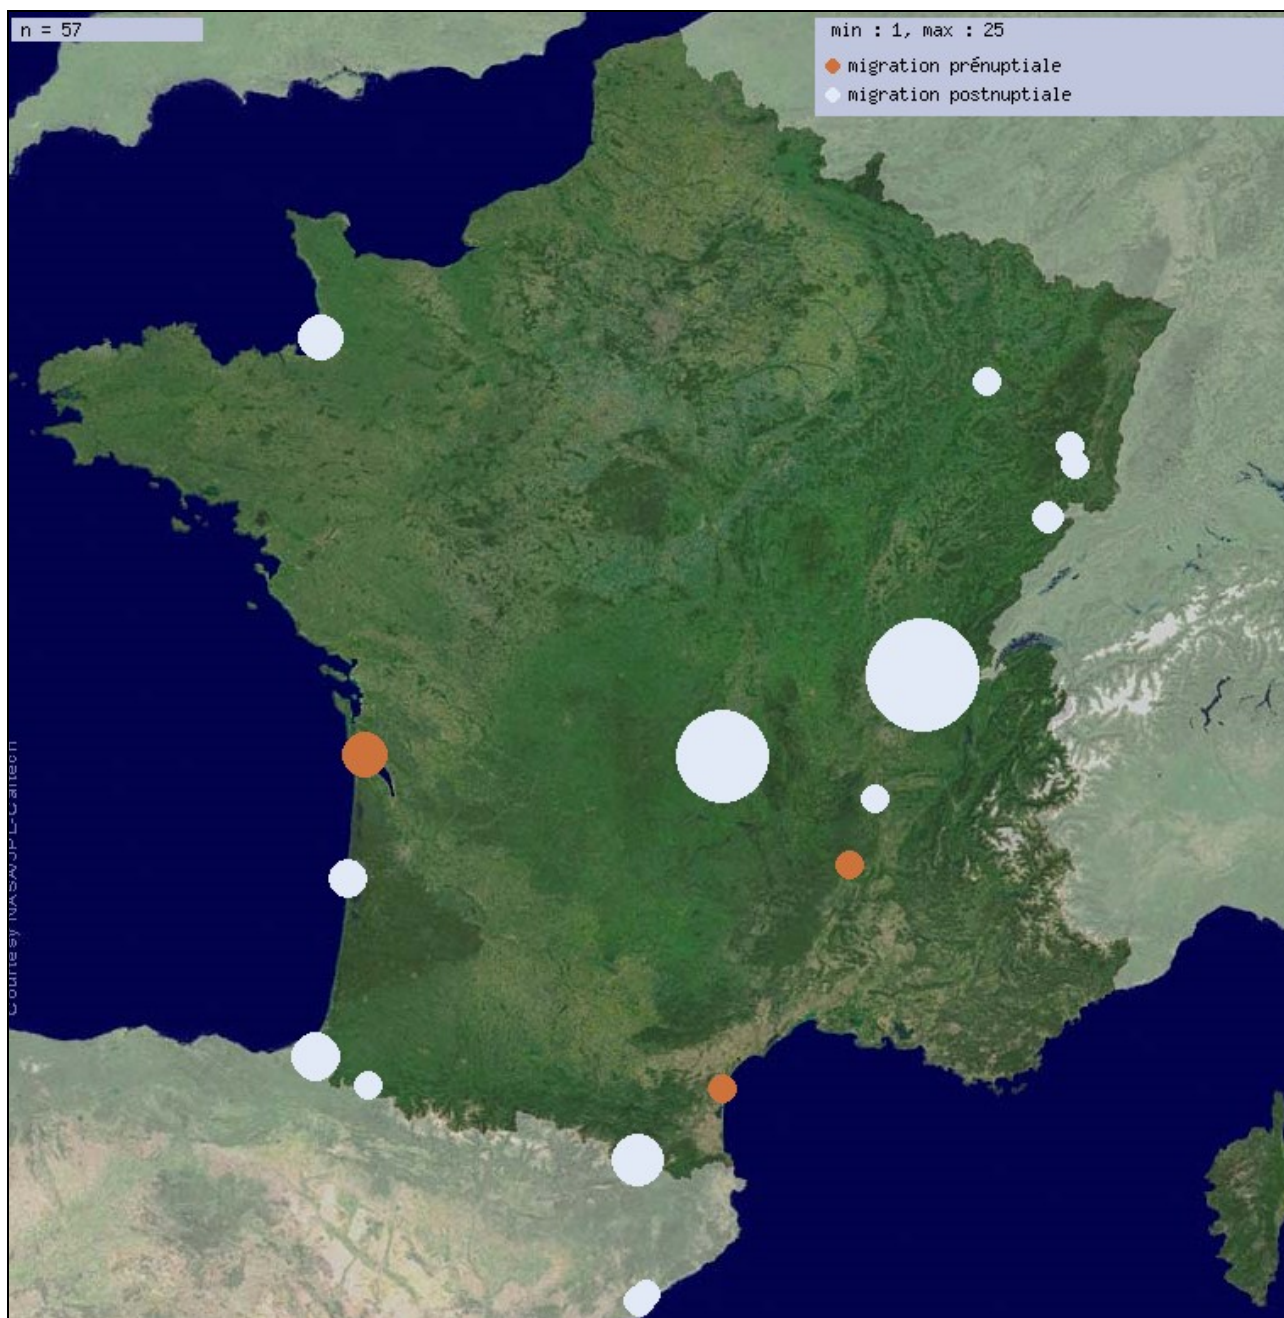 n = 57
min : 1, max : 25
migration prénuptiale
migration postnuptiale
Courtesy NASA/JPL-Caltech